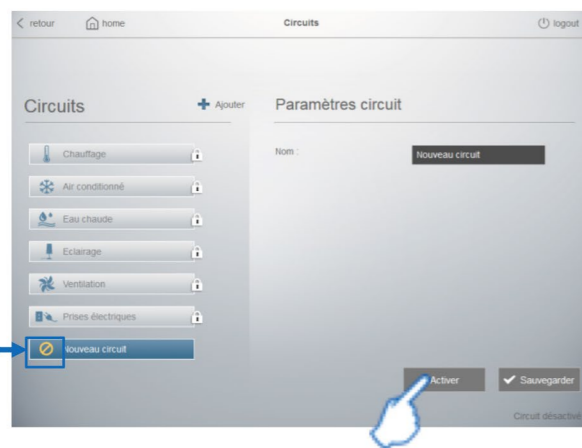 retour home Circuits logout
Circuits Ajouter Paramètres circuit
Chauffage Nom : Nouveau circuit
Air conditionné
Eau chaude
Eclairage
Ventilation
Prises électriques
Nouveau circuit
Activer Sauvegarder
Circuit désactivé